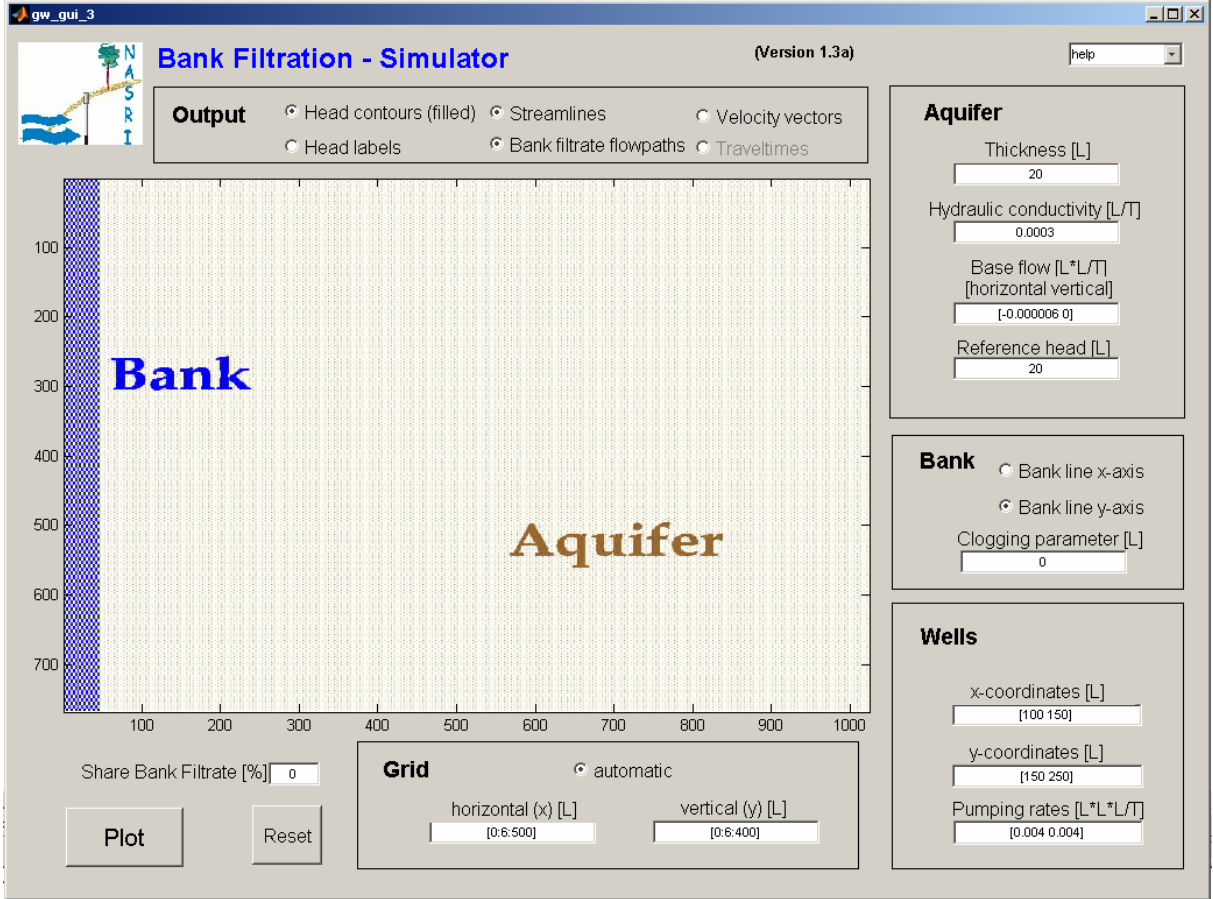 gw_gui_3
NASRI
Bank Filtration - Simulator
(Version 1.3a)
help
Output
Head contours (filled)
Streamlines
Velocity vectors
Head labels
Bank filtrate flowpaths
Traveltimes
100
200
300
400
500
600
700
Bank
Aquifer
100 200 300 400 500 600 700 800 900 1000
Share Bank Filtrate [%] 0
Plot
Reset
Grid
automatic
horizontal (x) [L]
[0:6:500]
vertical (y) [L]
[0:6:400]
Aquifer
Thickness [L]
20
Hydraulic conductivity [L/T]
0.0003
Base flow [L*L/T]
[horizontal vertical]
[-0.000006 0]
Reference head [L]
20
Bank
Bank line x-axis
Bank line y-axis
Clogging parameter [L]
0
Wells
x-coordinates [L]
[100 150]
y-coordinates [L]
[150 250]
Pumping rates [L*L*L/T]
[0.004 0.004]